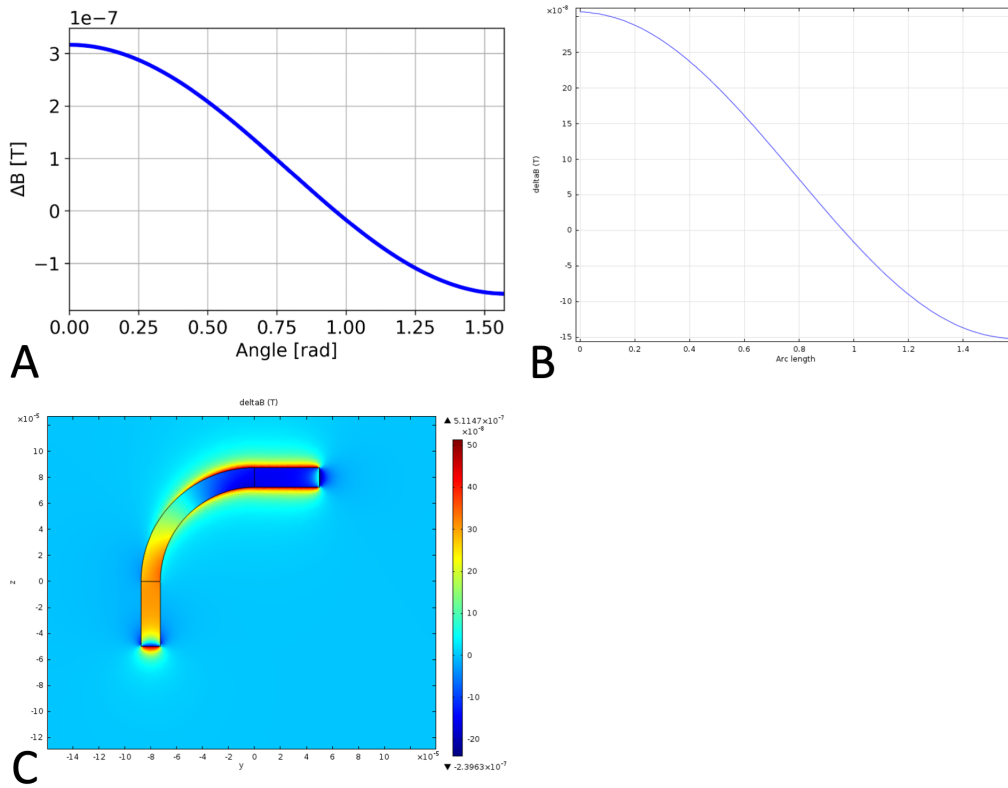 1e−7
3
2
1
0
−1
ΔB [T]
0.00 0.25 0.50 0.75 1.00 1.25 1.50
Angle [rad]
A
×10⁻⁸
25
20
15
10
5
0
-5
-10
-15
deltaB (T)
0 0.2 0.4 0.6 0.8 1 1.2 1.4
Arc length
B
deltaB (T)
×10⁻⁵
10
8
6
4
2
0
-2
-4
-6
-8
-10
-12
z
-14 -12 -10 -8 -6 -4 -2 0 2 4 6 8 10 ×10⁻⁵
y
▲ 5.1147×10⁻⁷
×10⁻⁸
50
40
30
20
10
0
-10
-20
▼ -2.3963×10⁻⁷
C